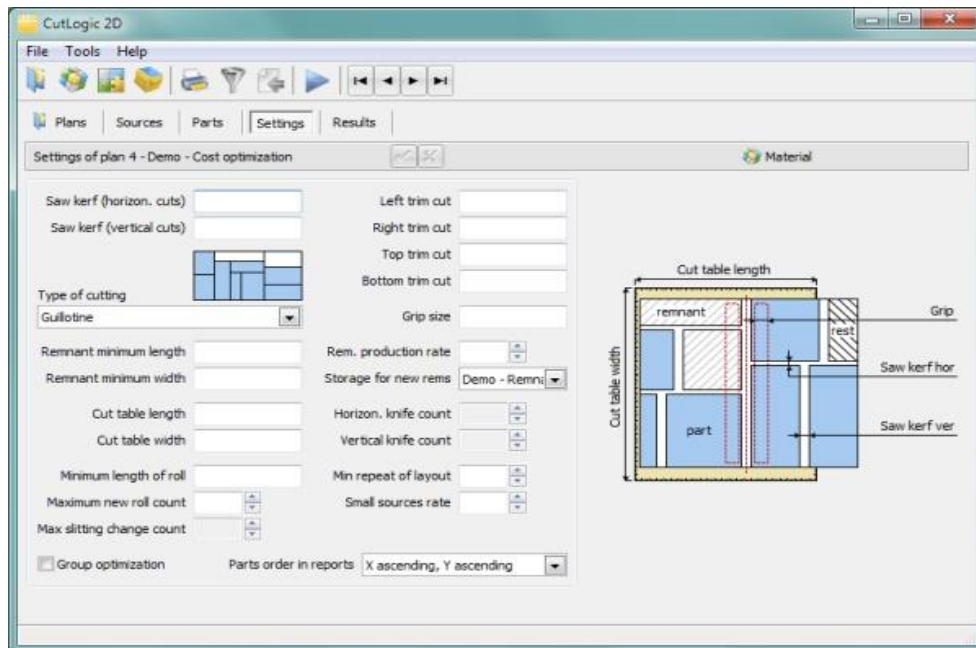 CutLogic 2D
File Tools Help
Plans Sources Parts Settings Results
Settings of plan 4 - Demo - Cost optimization
Material
Saw kerf (horizon. cuts)
Left trim cut
Saw kerf (vertical cuts)
Right trim cut
Top trim cut
Bottom trim cut
Type of cutting
Guillotine
Grip size
Remnant minimum length
Rem. production rate
Remnant minimum width
Storage for new rems Demo - Remna
Cut table length
Horizon. knife count
Cut table width
Vertical knife count
Minimum length of roll
Min repeat of layout
Maximum new roll count
Small sources rate
Max slitting change count
Group optimization
Parts order in reports X ascending, Y ascending
Cut table length
Cut table width
remnant
rest
part
Grip
Saw kerf hor
Saw kerf ver